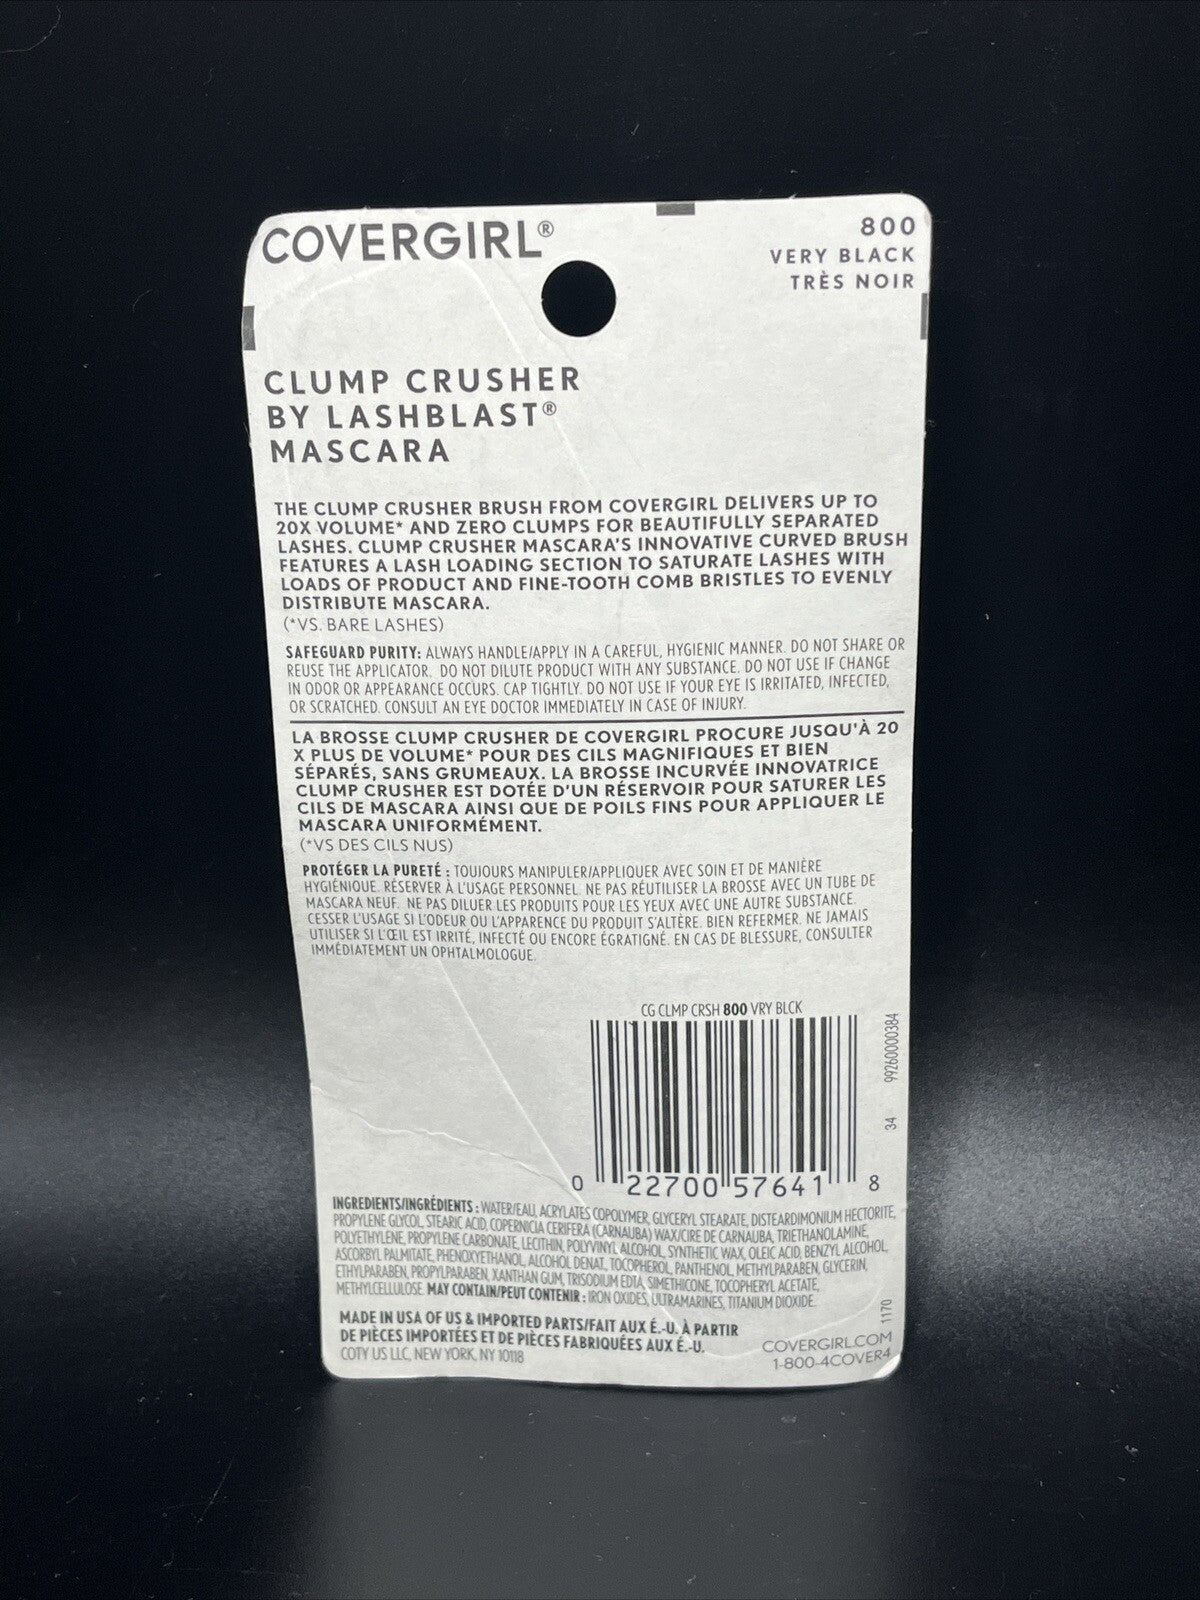 COVERGIRL®
800
VERY BLACK
TRÈS NOIR
CLUMP CRUSHER
BY LASHBLAST®
MASCARA
THE CLUMP CRUSHER BRUSH FROM COVERGIRL DELIVERS UP TO
20X VOLUME* AND ZERO CLUMPS FOR BEAUTIFULLY SEPARATED
LASHES. CLUMP CRUSHER MASCARA'S INNOVATIVE CURVED BRUSH
FEATURES A LASH LOADING SECTION TO SATURATE LASHES WITH
LOADS OF PRODUCT AND FINE-TOOTH COMB BRISTLES TO EVENLY
DISTRIBUTE MASCARA.
(*VS. BARE LASHES)
SAFEGUARD PURITY: ALWAYS HANDLE/APPLY IN A CAREFUL, HYGIENIC MANNER. DO NOT SHARE OR
REUSE THE APPLICATOR. DO NOT DILUTE PRODUCT WITH ANY SUBSTANCE. DO NOT USE IF CHANGE
IN ODOR OR APPEARANCE OCCURS. CAP TIGHTLY. DO NOT USE IF YOUR EYE IS IRRITATED, INFECTED,
OR SCRATCHED. CONSULT AN EYE DOCTOR IMMEDIATELY IN CASE OF INJURY.
LA BROSSE CLUMP CRUSHER DE COVERGIRL PROCURE JUSQU'À 20
X PLUS DE VOLUME* POUR DES CILS MAGNIFIQUES ET BIEN
SÉPARÉS, SANS GRUMEAUX. LA BROSSE INCURVÉE INNOVATRICE
CLUMP CRUSHER EST DOTÉE D'UN RÉSERVOIR POUR SATURER LES
CILS DE MASCARA AINSI QUE DE POILS FINS POUR APPLIQUER LE
MASCARA UNIFORMÉMENT.
(*VS DES CILS NUS)
PROTÉGER LA PURETÉ : TOUJOURS MANIPULER/APPLIQUER AVEC SOIN ET DE MANIÈRE
HYGIÉNIQUE. RÉSERVER À L'USAGE PERSONNEL. NE PAS RÉUTILISER LA BROSSE AVEC UN TUBE DE
MASCARA NEUF. NE PAS DILUER LES PRODUITS POUR LES YEUX AVEC UNE AUTRE SUBSTANCE.
CESSER L'USAGE SI L'ODEUR OU L'APPARENCE DU PRODUIT S'ALTÈRE. BIEN REFERMER. NE JAMAIS
UTILISER SI L'ŒIL EST IRRITÉ, INFECTÉ OU ENCORE ÉGRATIGNÉ. EN CAS DE BLESSURE, CONSULTER
IMMÉDIATEMENT UN OPHTALMOLOGUE.
CG CLMP CRSH 800 VRY BLCK
0 22700 57641 8
34 99260000384
INGREDIENTS/INGRÉDIENTS : WATER/EAU, ACRYLATES COPOLYMER, GLYCERYL STEARATE, DISTEARDIMONIUM HECTORITE,
PROPYLENE GLYCOL, STEARIC ACID, COPERNICIA CERIFERA (CARNAUBA) WAX/CIRE DE CARNAUBA, TRIETHANOLAMINE,
POLYETHYLENE, PROPYLENE CARBONATE, LECITHIN, POLYVINYL ALCOHOL, SYNTHETIC WAX, OLEIC ACID, BENZYL ALCOHOL,
ASCORBYL PALMITATE, PHENOXYETHANOL, ALCOHOL DENAT, TOCOPHEROL, PANTHENOL, METHYLPARABEN, GLYCERIN,
ETHYLPARABEN, PROPYLPARABEN, XANTHAN GUM, TRISODIUM EDTA, SIMETHICONE, TOCOPHERYL ACETATE,
METHYLCELLULOSE. MAY CONTAIN/PEUT CONTENIR : IRON OXIDES, ULTRAMARINES, TITANIUM DIOXIDE.
1170
MADE IN USA OF US & IMPORTED PARTS/FAIT AUX É.-U. À PARTIR
DE PIÈCES IMPORTÉES ET DE PIÈCES FABRIQUÉES AUX É.-U.
COTY US LLC, NEW YORK, NY 10118
COVERGIRL.COM
1-800-4COVER4